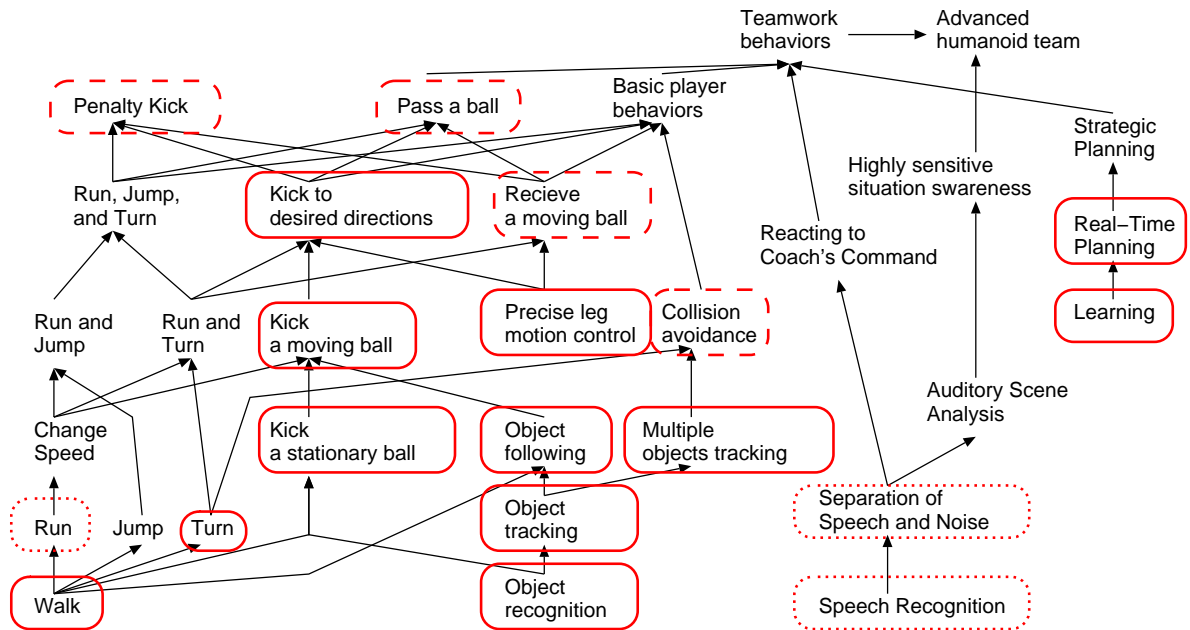 Teamwork
behaviors
Advanced
humanoid team
Penalty Kick
Pass a ball
Basic player
behaviors
Strategic
Planning
Highly sensitive
situation swareness
Run, Jump,
and Turn
Kick to
desired directions
Recieve
a moving ball
Reacting to
Coach's Command
Real−Time
Planning
Run and
Jump
Run and
Turn
Kick
a moving ball
Precise leg
motion control
Collision
avoidance
Learning
Auditory Scene
Analysis
Change
Speed
Kick
a stationary ball
Object
following
Multiple
objects tracking
Run
Jump
Turn
Object
tracking
Separation of
Speech and Noise
Walk
Object
recognition
Speech Recognition